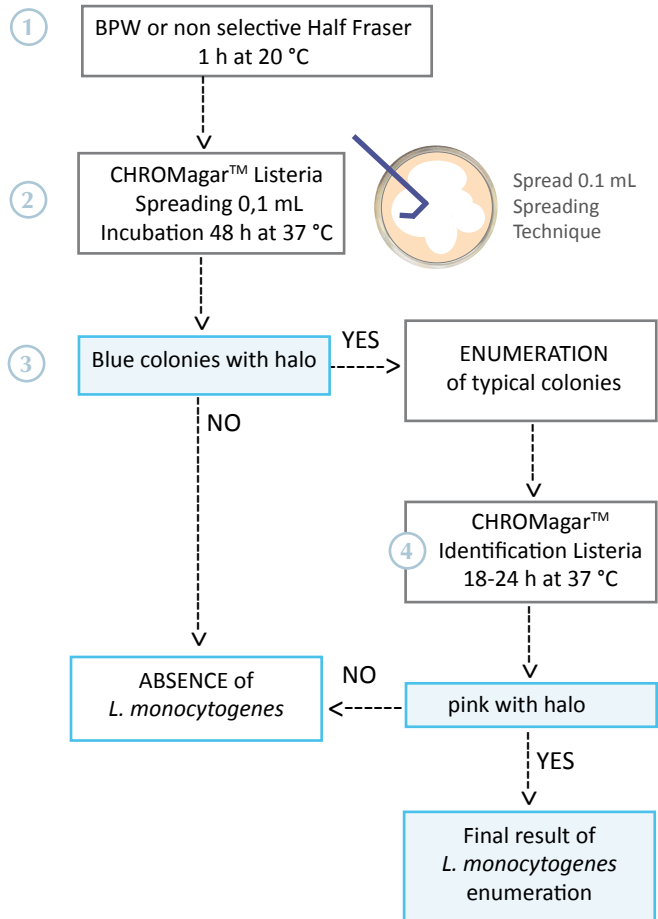 1
BPW or non selective Half Fraser
1 h at 20 °C
2
CHROMagar™ Listeria
Spreading 0,1 mL
Incubation 48 h at 37 °C
Spread 0.1 mL
Spreading
Technique
3
Blue colonies with halo
YES
ENUMERATION
of typical colonies
NO
4
CHROMagar™
Identification Listeria
18-24 h at 37 °C
ABSENCE of
L. monocytogenes
NO
pink with halo
YES
Final result of
L. monocytogenes
enumeration